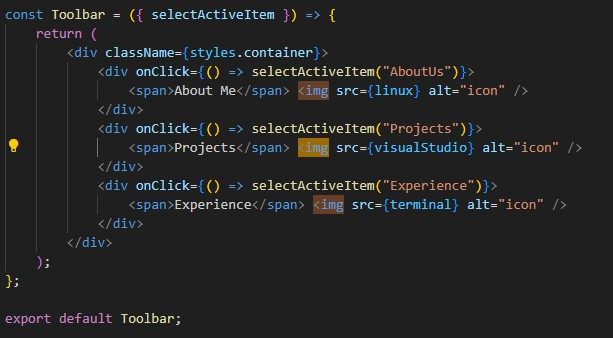 const Toolbar = ({ selectActiveItem }) => {
    return (
        <div className={styles.container}>
            <div onClick={() => selectActiveItem("AboutUs")}>
                <span>About Me</span> <img src={linux} alt="icon" />
            </div>
            <div onClick={() => selectActiveItem("Projects")}>
                <span>Projects</span> <img src={visualStudio} alt="icon" />
            </div>
            <div onClick={() => selectActiveItem("Experience")}>
                <span>Experience</span> <img src={terminal} alt="icon" />
            </div>
        </div>
    );
};

export default Toolbar;